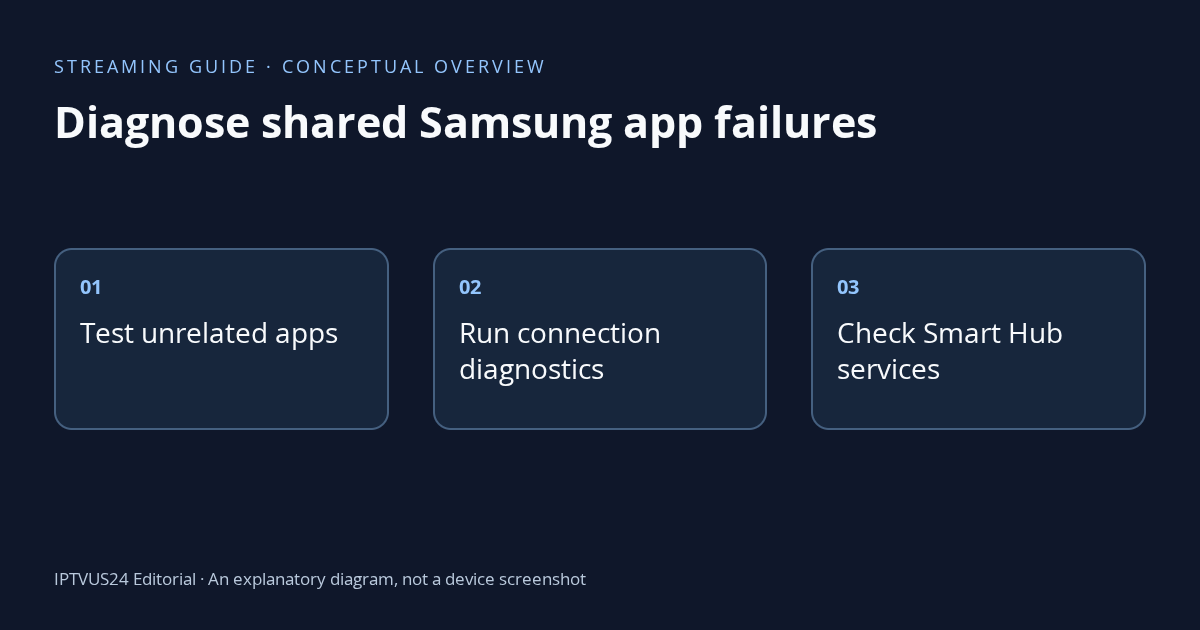 STREAMING GUIDE · CONCEPTUAL OVERVIEW
Diagnose shared Samsung app failures
01
Test unrelated apps
02
Run connection
diagnostics
03
Check Smart Hub
services
IPTVUS24 Editorial · An explanatory diagram, not a device screenshot